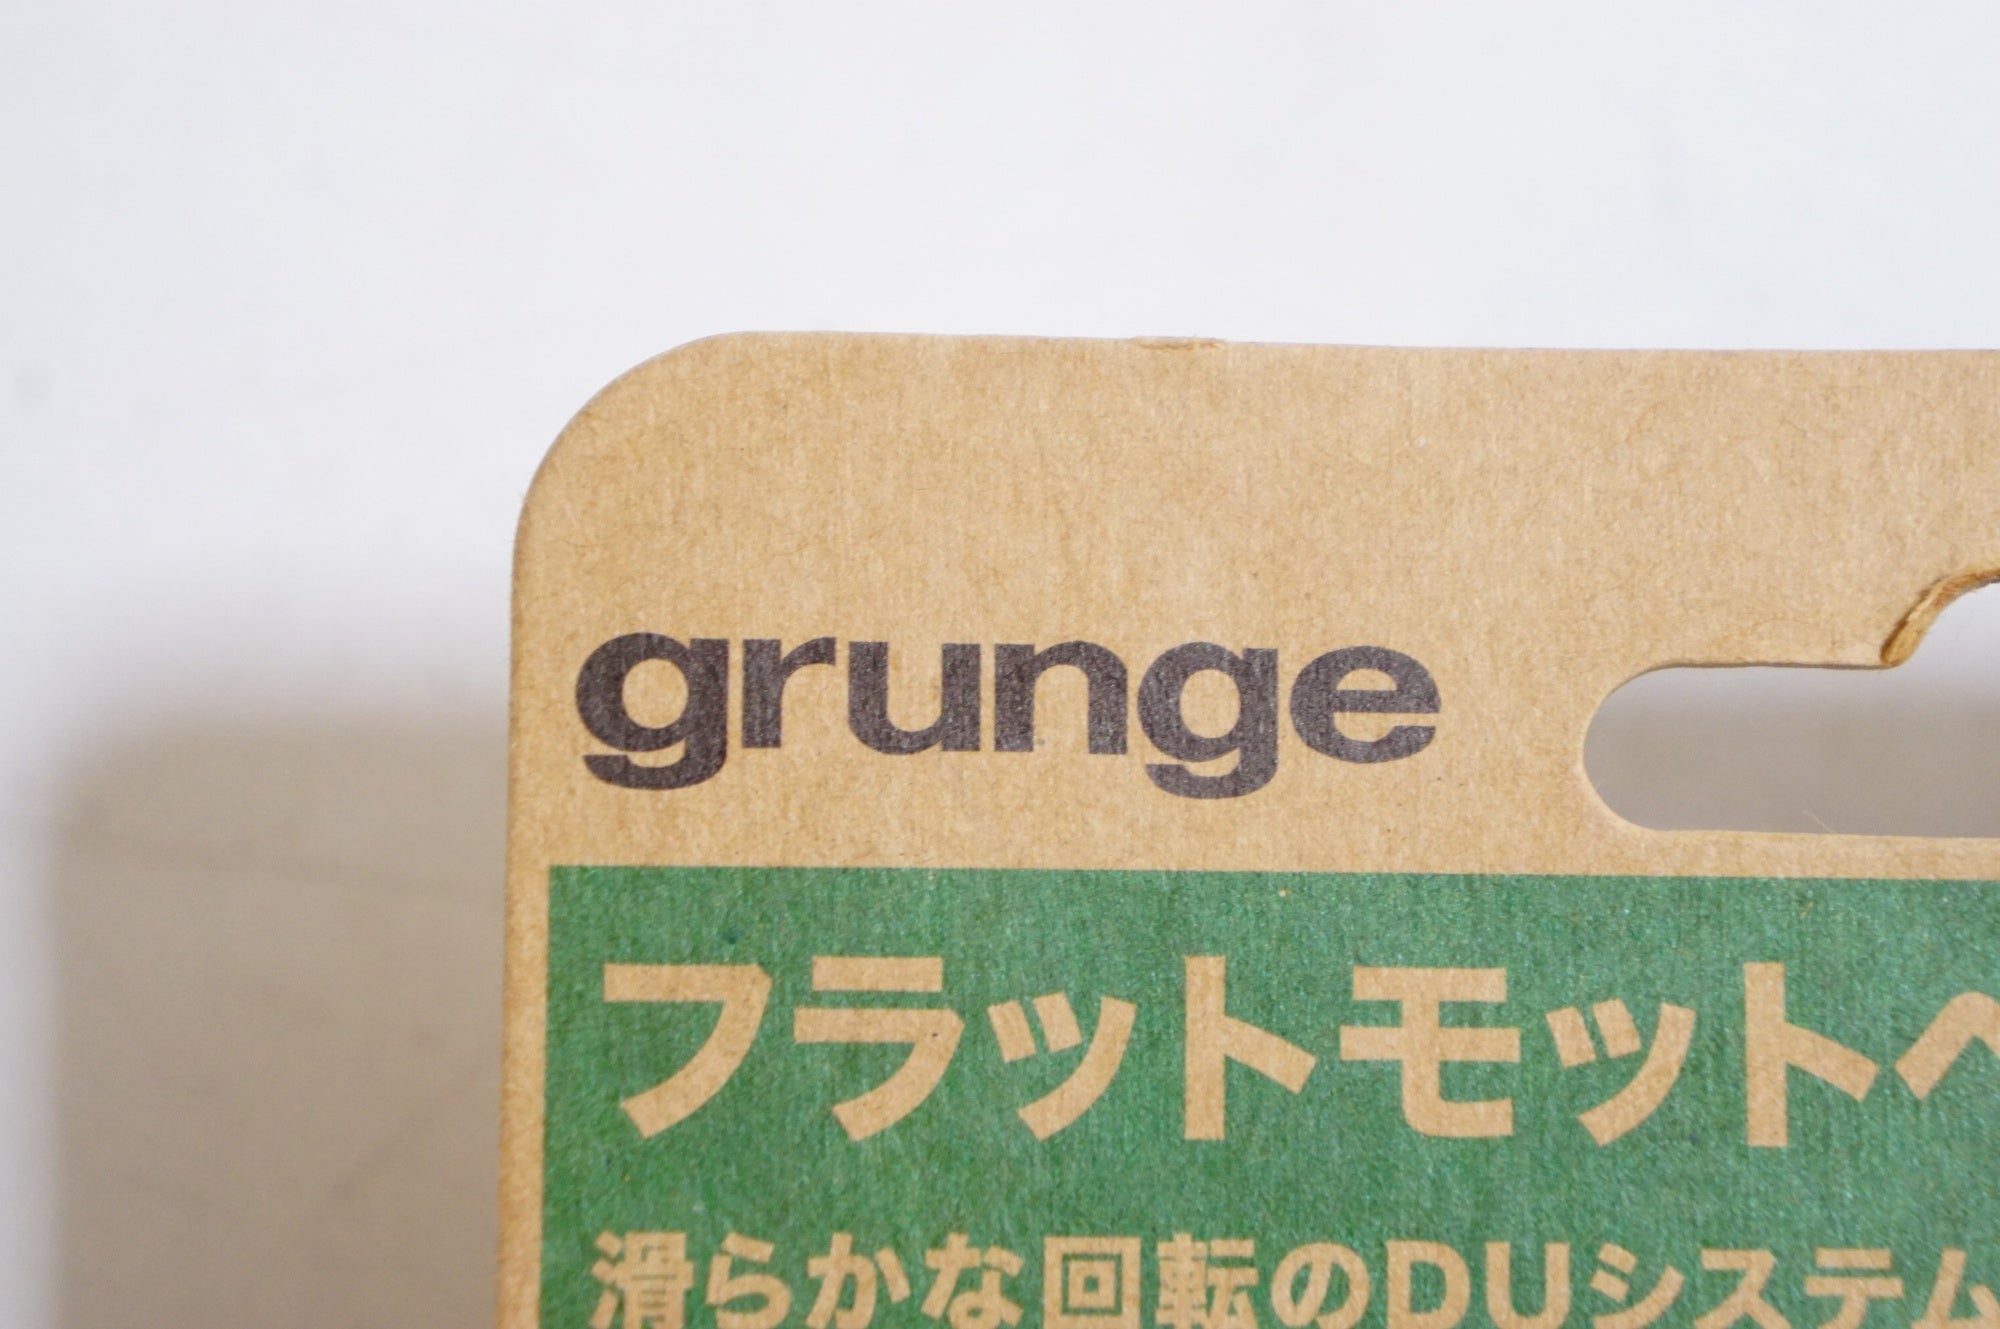 grunge
フラットモット
滑らかな回転のDUシステム